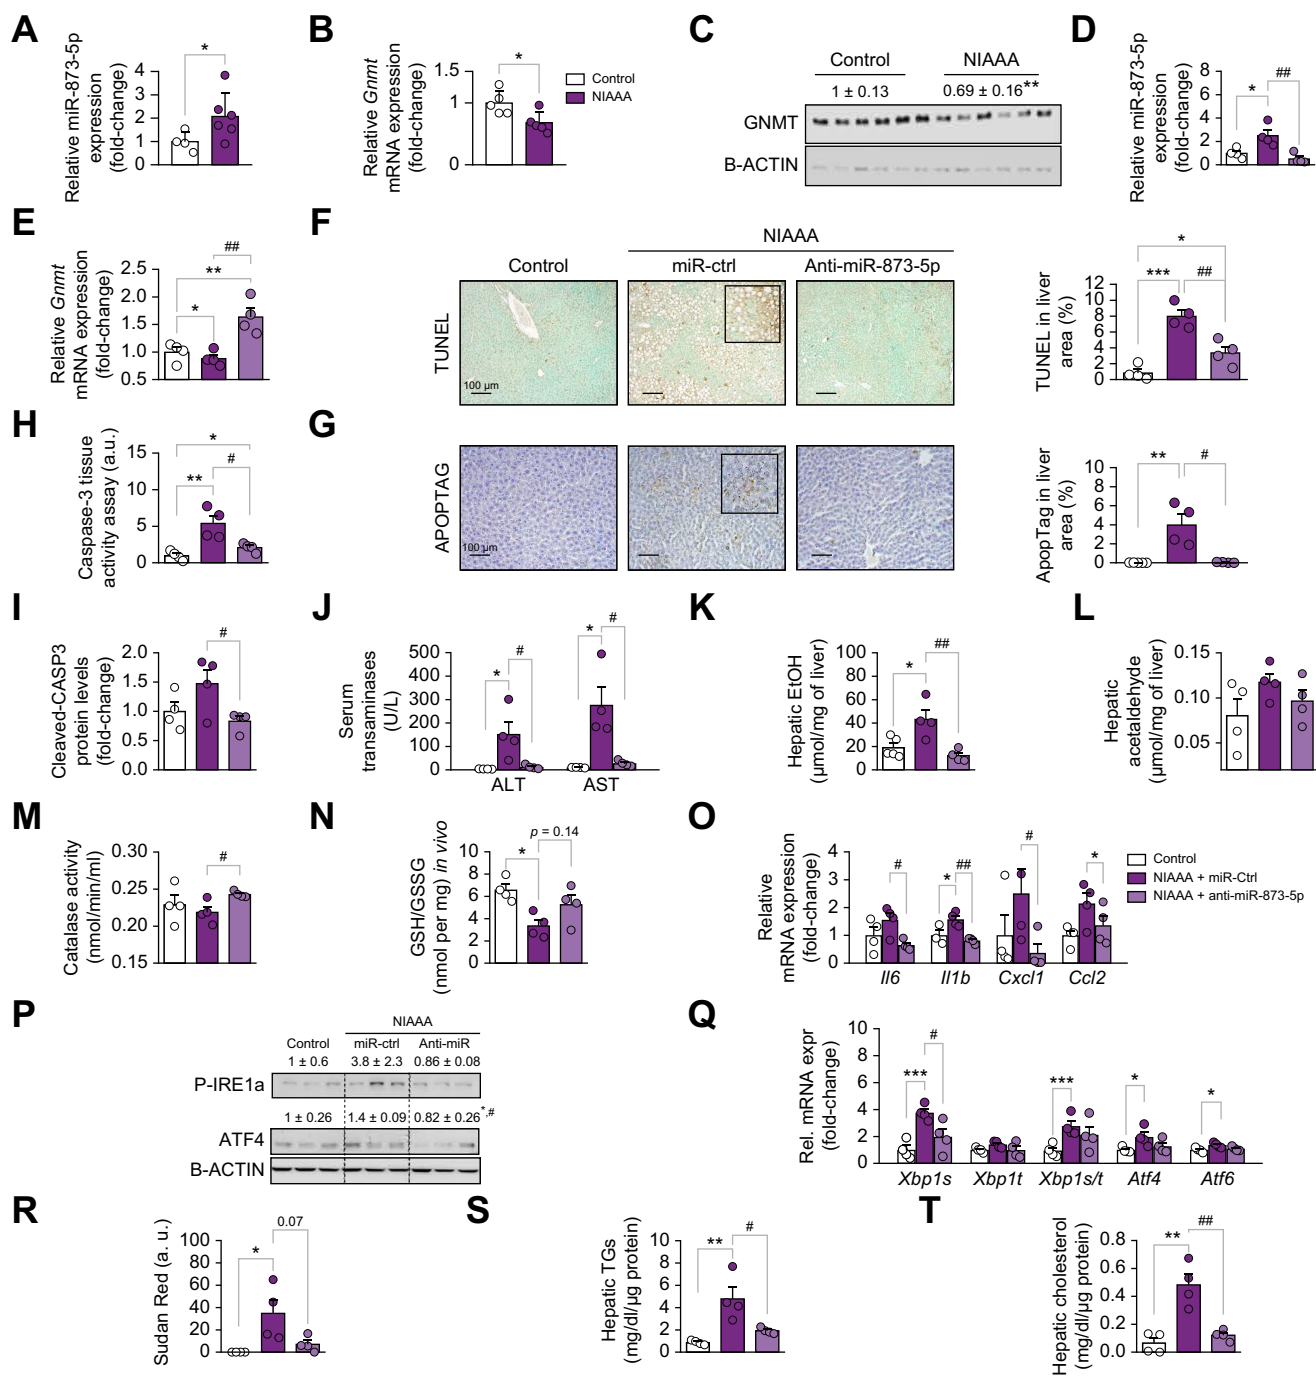 A
Relative miR-873-5p
expression
(fold-change)
4
3
2
1
0
*
B
Relative Gnmt
mRNA expression
(fold-change)
1.5
1
0
*
Control
NIAAA
C
Control
NIAAA
1 ± 0.13
0.69 ± 0.16**
GNMT
B-ACTIN
D
Relative miR-873-5p
expression
(fold-change)
8
6
4
2
0
*
##
E
Relative Gnmt
mRNA expression
(fold-change)
2.5
2.0
1.5
1.0
0.5
##
**
*
F
NIAAA
Control
miR-ctrl
Anti-miR-873-5p
TUNEL
100 µm
TUNEL in liver
area (%)
12
10
8
6
4
2
0
*
***
##
H
Caspase-3 tissue
activity assay (a.u.)
15
10
5
0
*
#
**
G
APOPTAG
100 µm
ApopTag in liver
area (%)
10
8
6
4
2
0
**
#
I
Cleaved-CASP3
protein levels
(fold-change)
2.0
1.5
1.0
0.5
0
#
J
Serum
transaminases
(U/L)
500
400
300
200
100
0
*
#
*
#
ALT
AST
K
Hepatic EtOH
(µmol/mg of liver)
100
80
60
40
20
0
*
##
L
Hepatic
acetaldehyde
(µmol/mg of liver)
0.15
0.10
0.05
M
Catalase activity
(nmol/min/ml)
0.30
0.25
0.20
0.15
#
N
GSH/GSSG
(nmol per mg) in vivo
10
8
6
4
2
0
*
p = 0.14
O
Relative
mRNA expression
(fold-change)
4
3
2
1
0
#
*
##
#
*
Il6
Il1b
Cxcl1
Ccl2
Control
NIAAA + miR-Ctrl
NIAAA + anti-miR-873-5p
P
NIAAA
Control
miR-ctrl
Anti-miR
1 ± 0.6
3.8 ± 2.3
0.86 ± 0.08
P-IRE1a
1 ± 0.26
1.4 ± 0.09
0.82 ± 0.26*,#
ATF4
B-ACTIN
Q
Rel. mRNA expr
(fold-change)
10
8
6
4
2
0
***
#
***
*
*
Xbp1s
Xbp1t
Xbp1s/t
Atf4
Atf6
R
Sudan Red (a. u.)
100
80
60
40
20
0
*
0.07
S
Hepatic TGs
(mg/dl/µg protein)
10
8
6
4
2
0
**
#
T
Hepatic cholesterol
(mg/dl/µg protein)
0.8
0.6
0.4
0.2
0
**
##